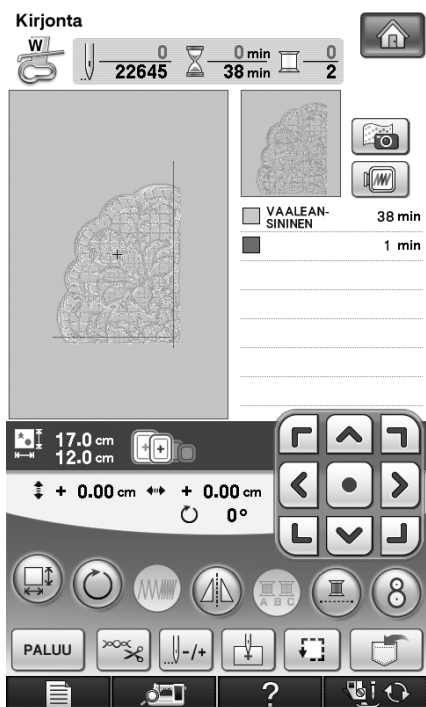 Kirjonta
W
0 0 min 0
22645 38 min 2
VAALEAN-
SININEN 38 min
1 min
17.0 cm
12.0 cm
+ 0.00 cm + 0.00 cm
0°
A B C
PALUU
-/+
?